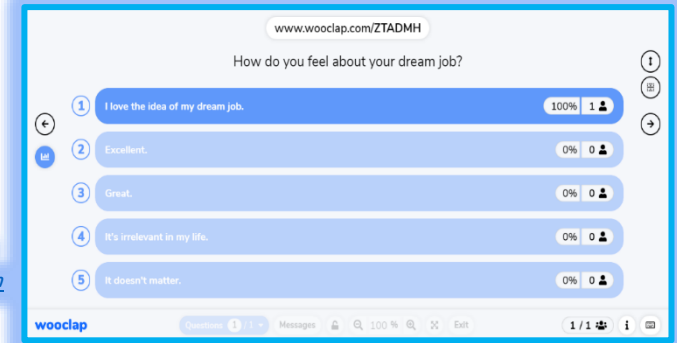 www.wooclap.com/ZTADMH
How do you feel about your dream job?
1 I love the idea of my dream job. 100% 1
2 Excellent. 0% 0
3 Great. 0% 0
4 It's irrelevant in my life. 0% 0
5 It doesn't matter. 0% 0
wooclap Questions 1 / 1 Messages 100 % Exit 1 / 1 i